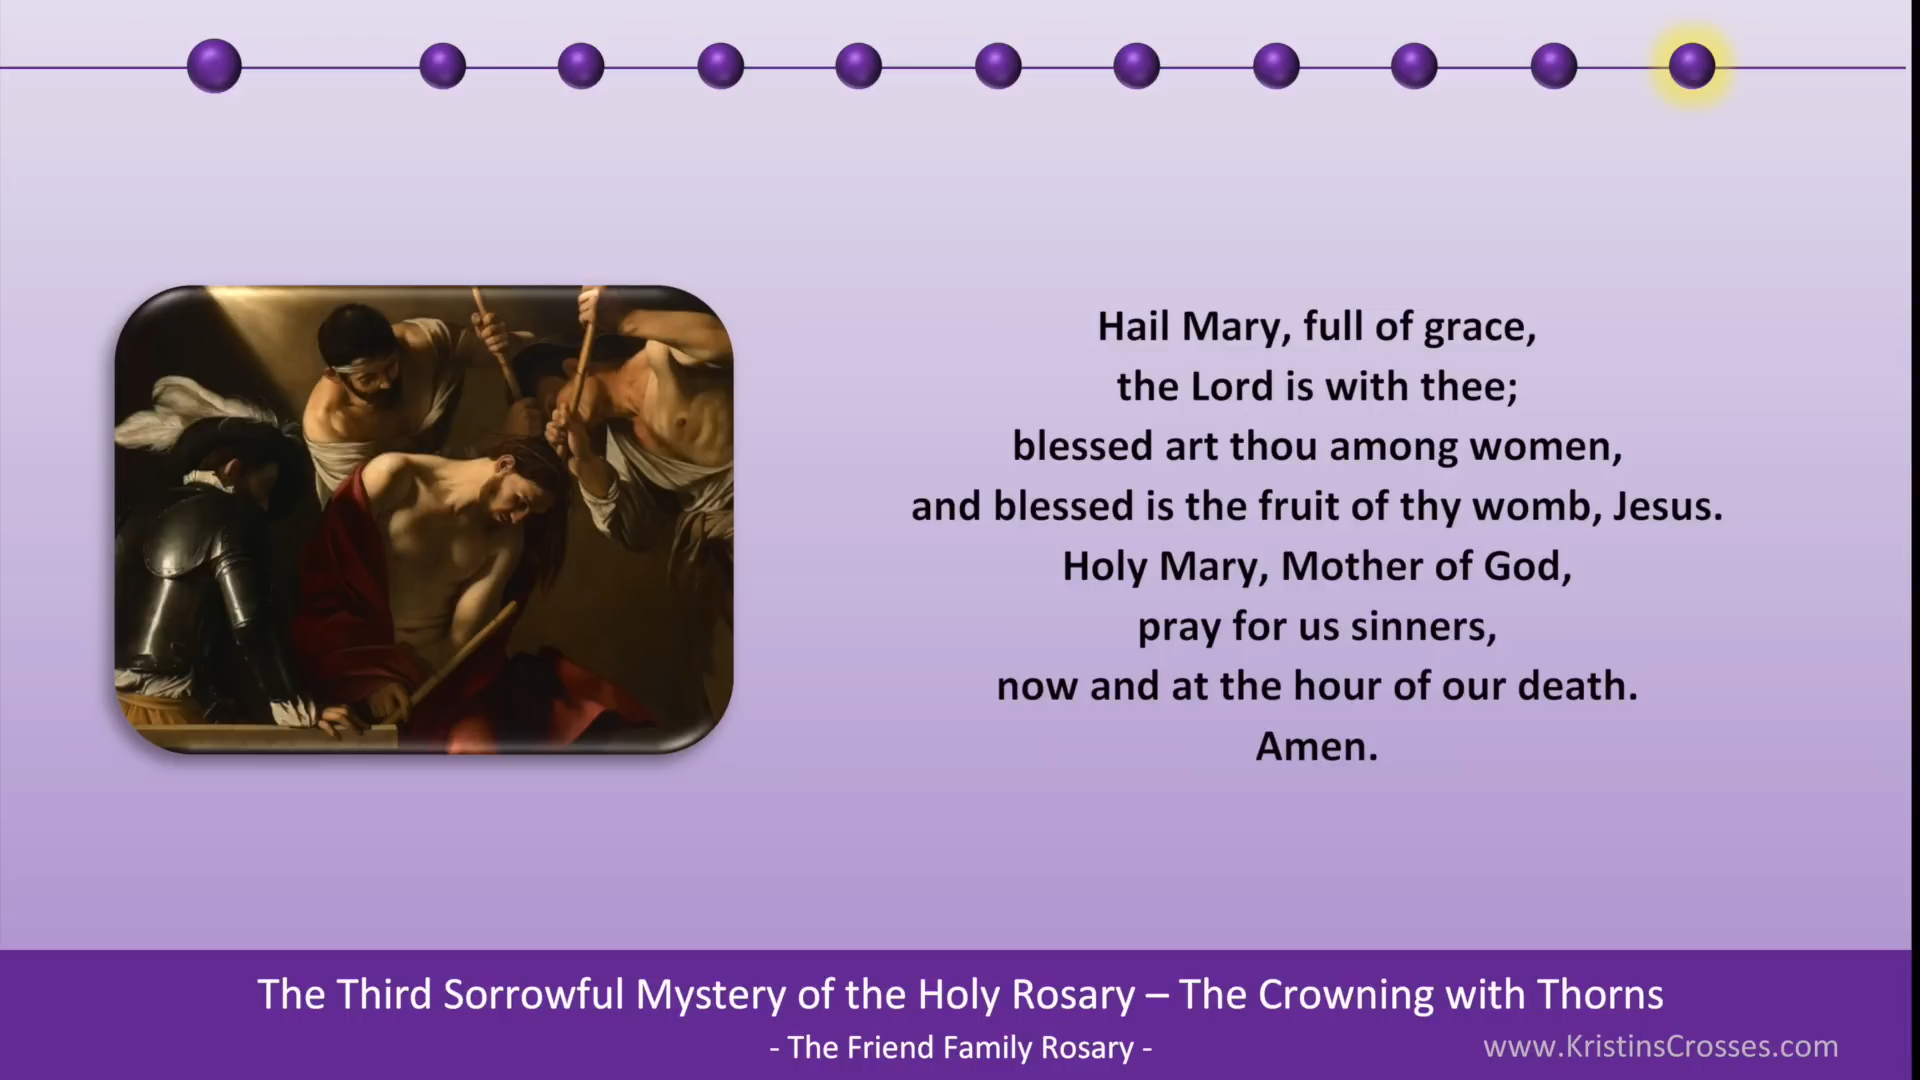 Hail Mary, full of grace,
the Lord is with thee;
blessed art thou among women,
and blessed is the fruit of thy womb, Jesus.
Holy Mary, Mother of God,
pray for us sinners,
now and at the hour of our death.
Amen.
The Third Sorrowful Mystery of the Holy Rosary – The Crowning with Thorns
- The Friend Family Rosary -
www.KristinsCrosses.com